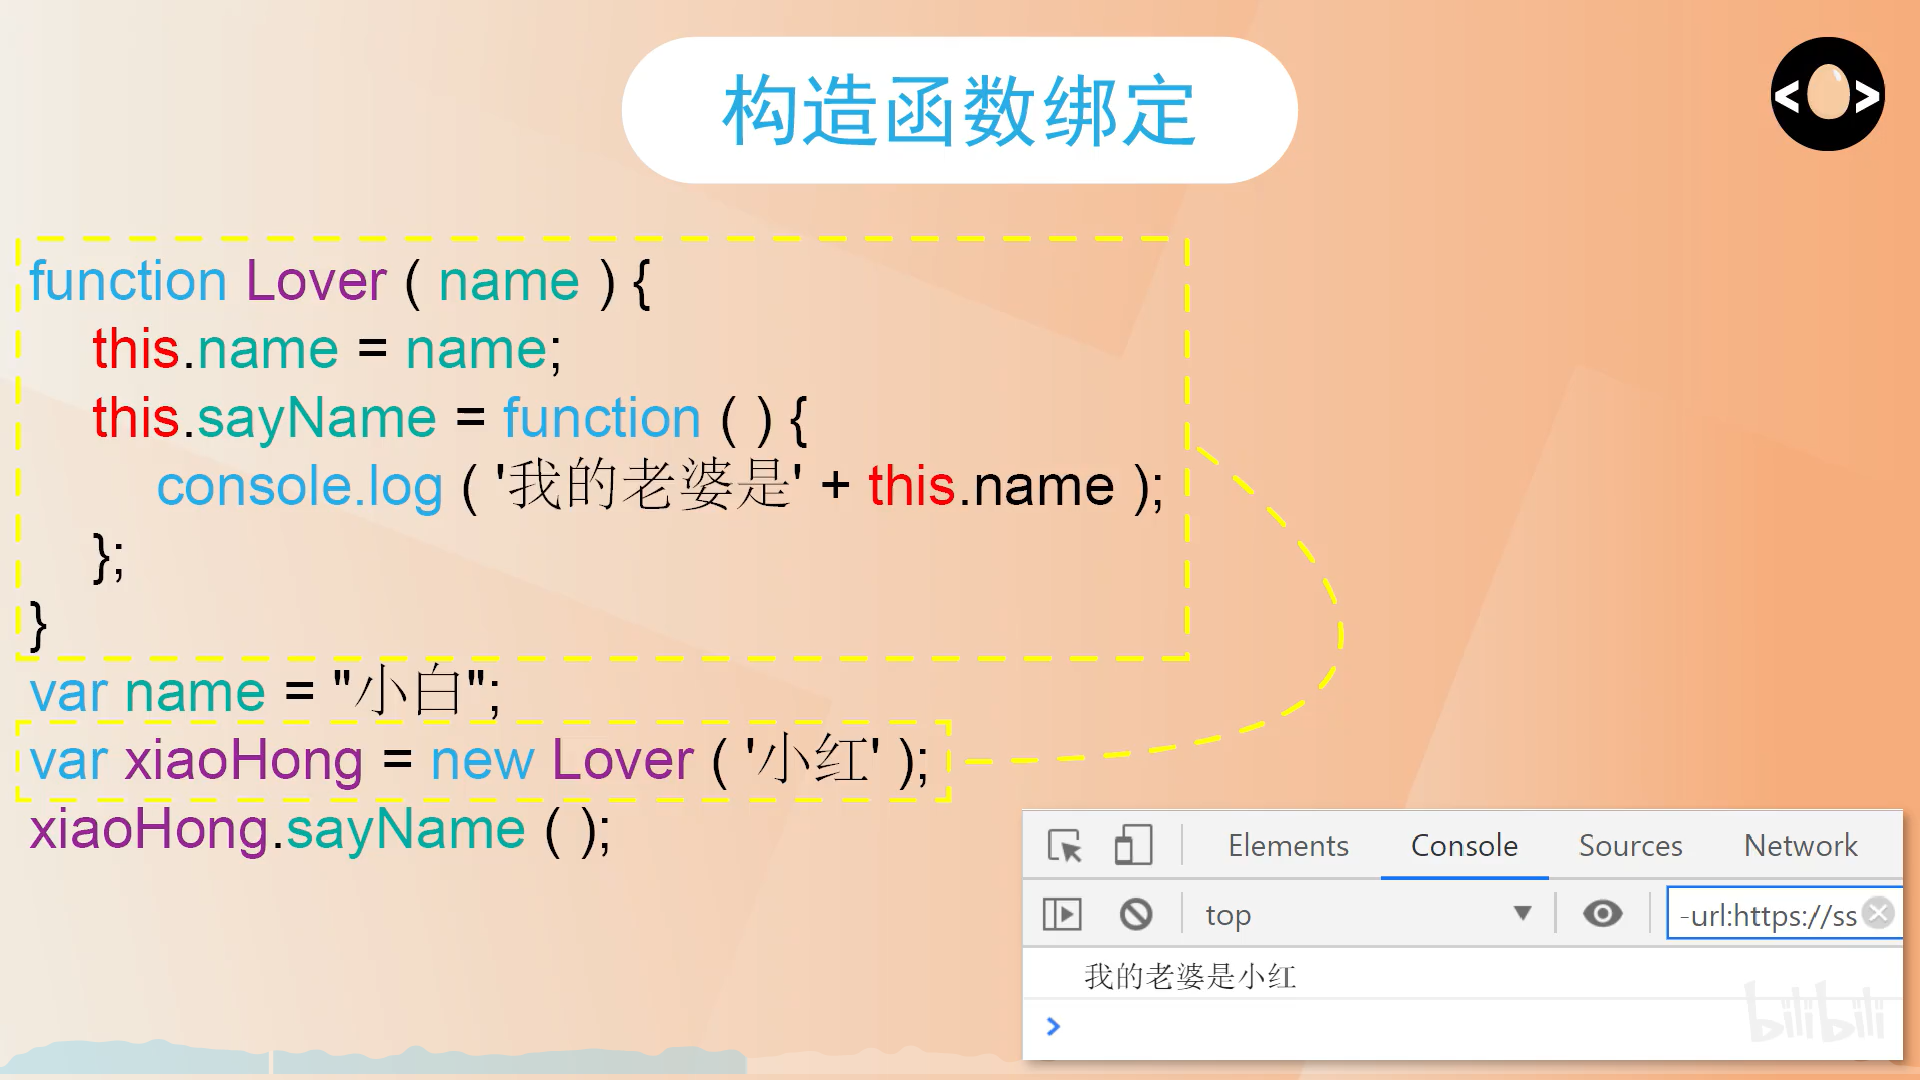 构造函数绑定
< >
function Lover ( name ) {
this.name = name;
this.sayName = function ( ) {
console.log ( '我的老婆是' + this.name );
};
}
var name = "小白";
var xiaoHong = new Lover ( '小红' );
xiaoHong.sayName ( );
Elements Console Sources Network
top -url:https://ss
我的老婆是小红
>
bilibili